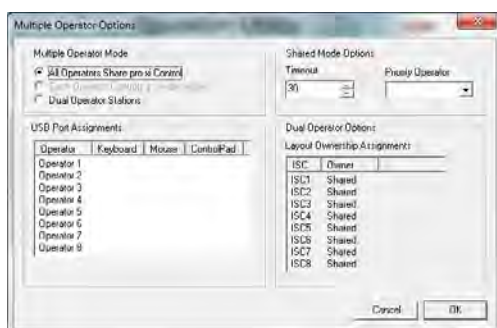 Multiple Operator Options
Multiple Operator Mode
All Operators Share pro xi Control
Dual Operator Stations
Shared Mode Options
Timeout
Priority Operator
30
USB Port Assignments
Operator Keyboard Mouse ControlPad
Operator 1
Operator 2
Operator 3
Operator 4
Operator 5
Operator 6
Operator 7
Operator 8
Dual Operator Options
Layout Ownership Assignments
ISC Owner
ISC1 Shared
ISC2 Shared
ISC3 Shared
ISC4 Shared
ISC5 Shared
ISC6 Shared
ISC7 Shared
ISC8 Shared
Cancel
OK